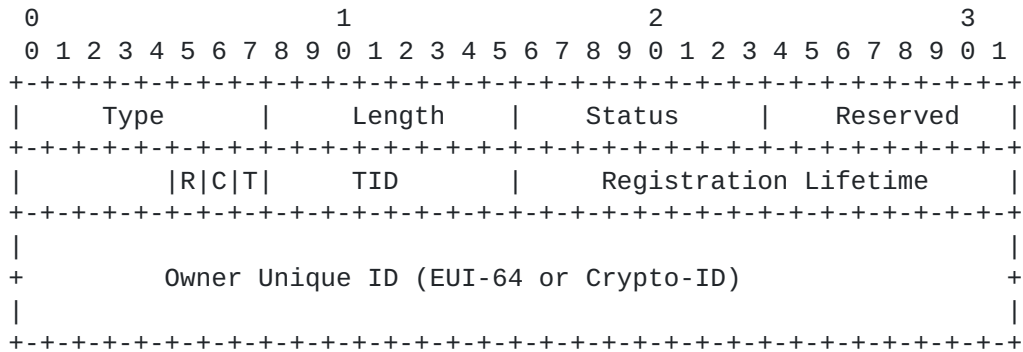 0                   1                   2                   3
 0 1 2 3 4 5 6 7 8 9 0 1 2 3 4 5 6 7 8 9 0 1 2 3 4 5 6 7 8 9 0 1
+-+-+-+-+-+-+-+-+-+-+-+-+-+-+-+-+-+-+-+-+-+-+-+-+-+-+-+-+-+-+-+-+
|     Type      |     Length    |    Status     |    Reserved   |
+-+-+-+-+-+-+-+-+-+-+-+-+-+-+-+-+-+-+-+-+-+-+-+-+-+-+-+-+-+-+-+-+
|         |R|C|T|     TID       |     Registration Lifetime     |
+-+-+-+-+-+-+-+-+-+-+-+-+-+-+-+-+-+-+-+-+-+-+-+-+-+-+-+-+-+-+-+-+
|                                                               |
+         Owner Unique ID (EUI-64 or Crypto-ID)                 +
|                                                               |
+-+-+-+-+-+-+-+-+-+-+-+-+-+-+-+-+-+-+-+-+-+-+-+-+-+-+-+-+-+-+-+-+